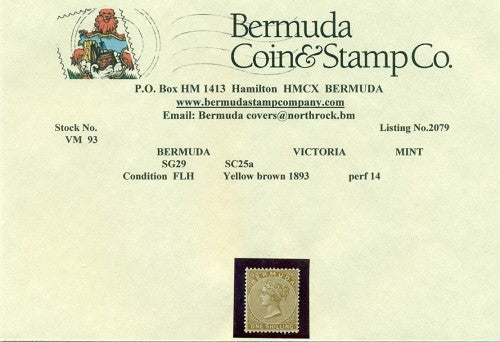 Bermuda
Coin&Stamp Co.
P.O. Box HM 1413 Hamilton HMCX BERMUDA
www.bermudastampcompany.com
Email: Bermuda covers@northrock.bm
Stock No. Listing No.2079
VM 93
BERMUDA VICTORIA MINT
SG29 SC25a
Condition FLH Yellow brown 1893 perf 14
BERMUDA
ONE SHILLING